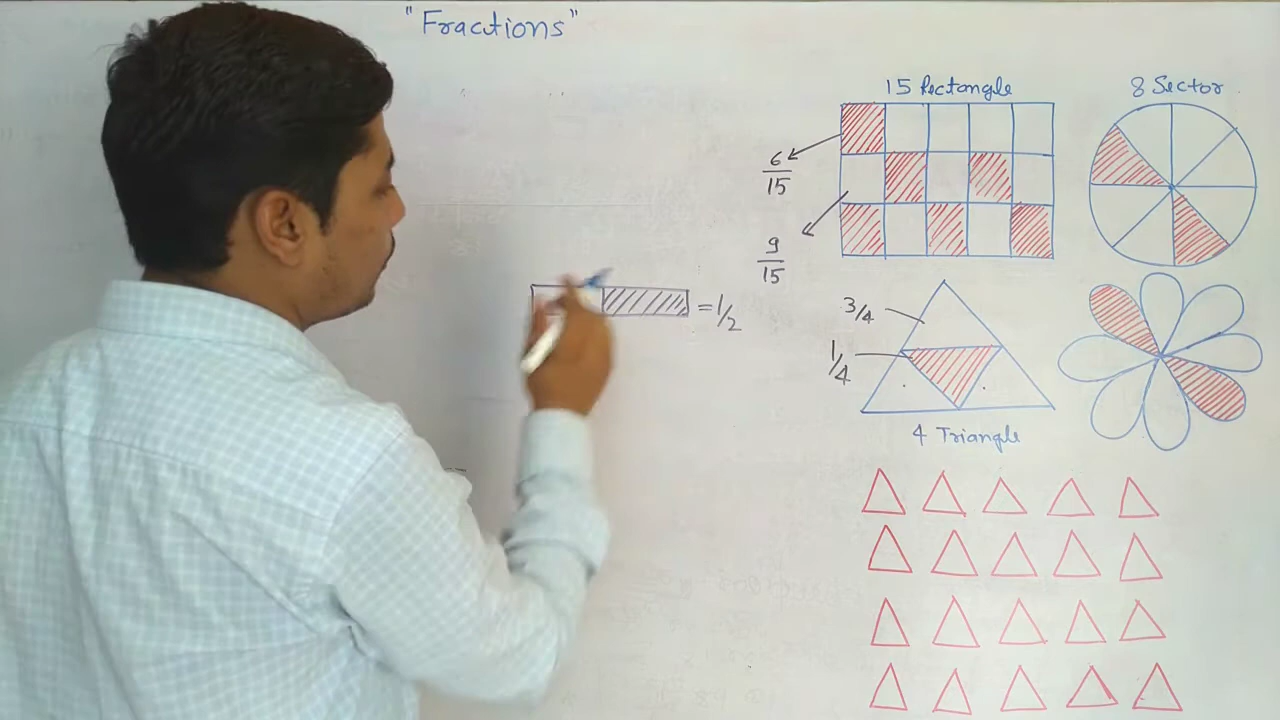 "Fractions"
15 Rectangle
8 Sector
6/15
9/15
= 1/2
3/4
1/4
4 Triangle